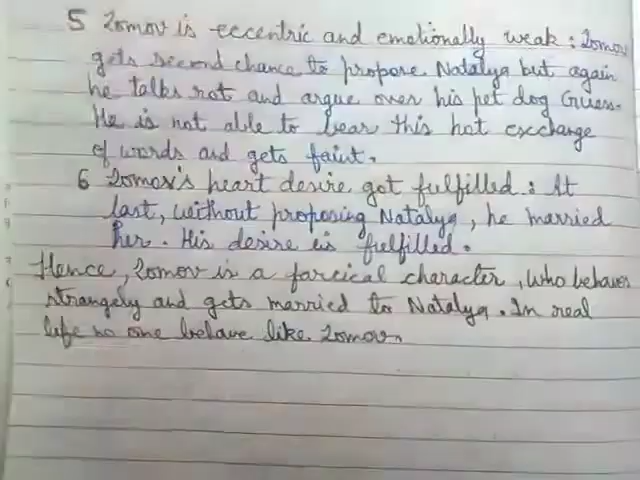 5 Lomov is eccentric and emotionally weak: Lomov
gets second chance to propose Natalya but again
he talks rot and argue over his pet dog Guess.
He is not able to bear this hot exchange
of words and gets faint.
6 Lomov's heart desire got fulfilled: At
last, without proposing Natalya, he married
her. His desire is fulfilled.
Hence, Lomov is a farcical character, who behaves
strangely and gets married to Natalya. In real
life no one behave like Lomov.